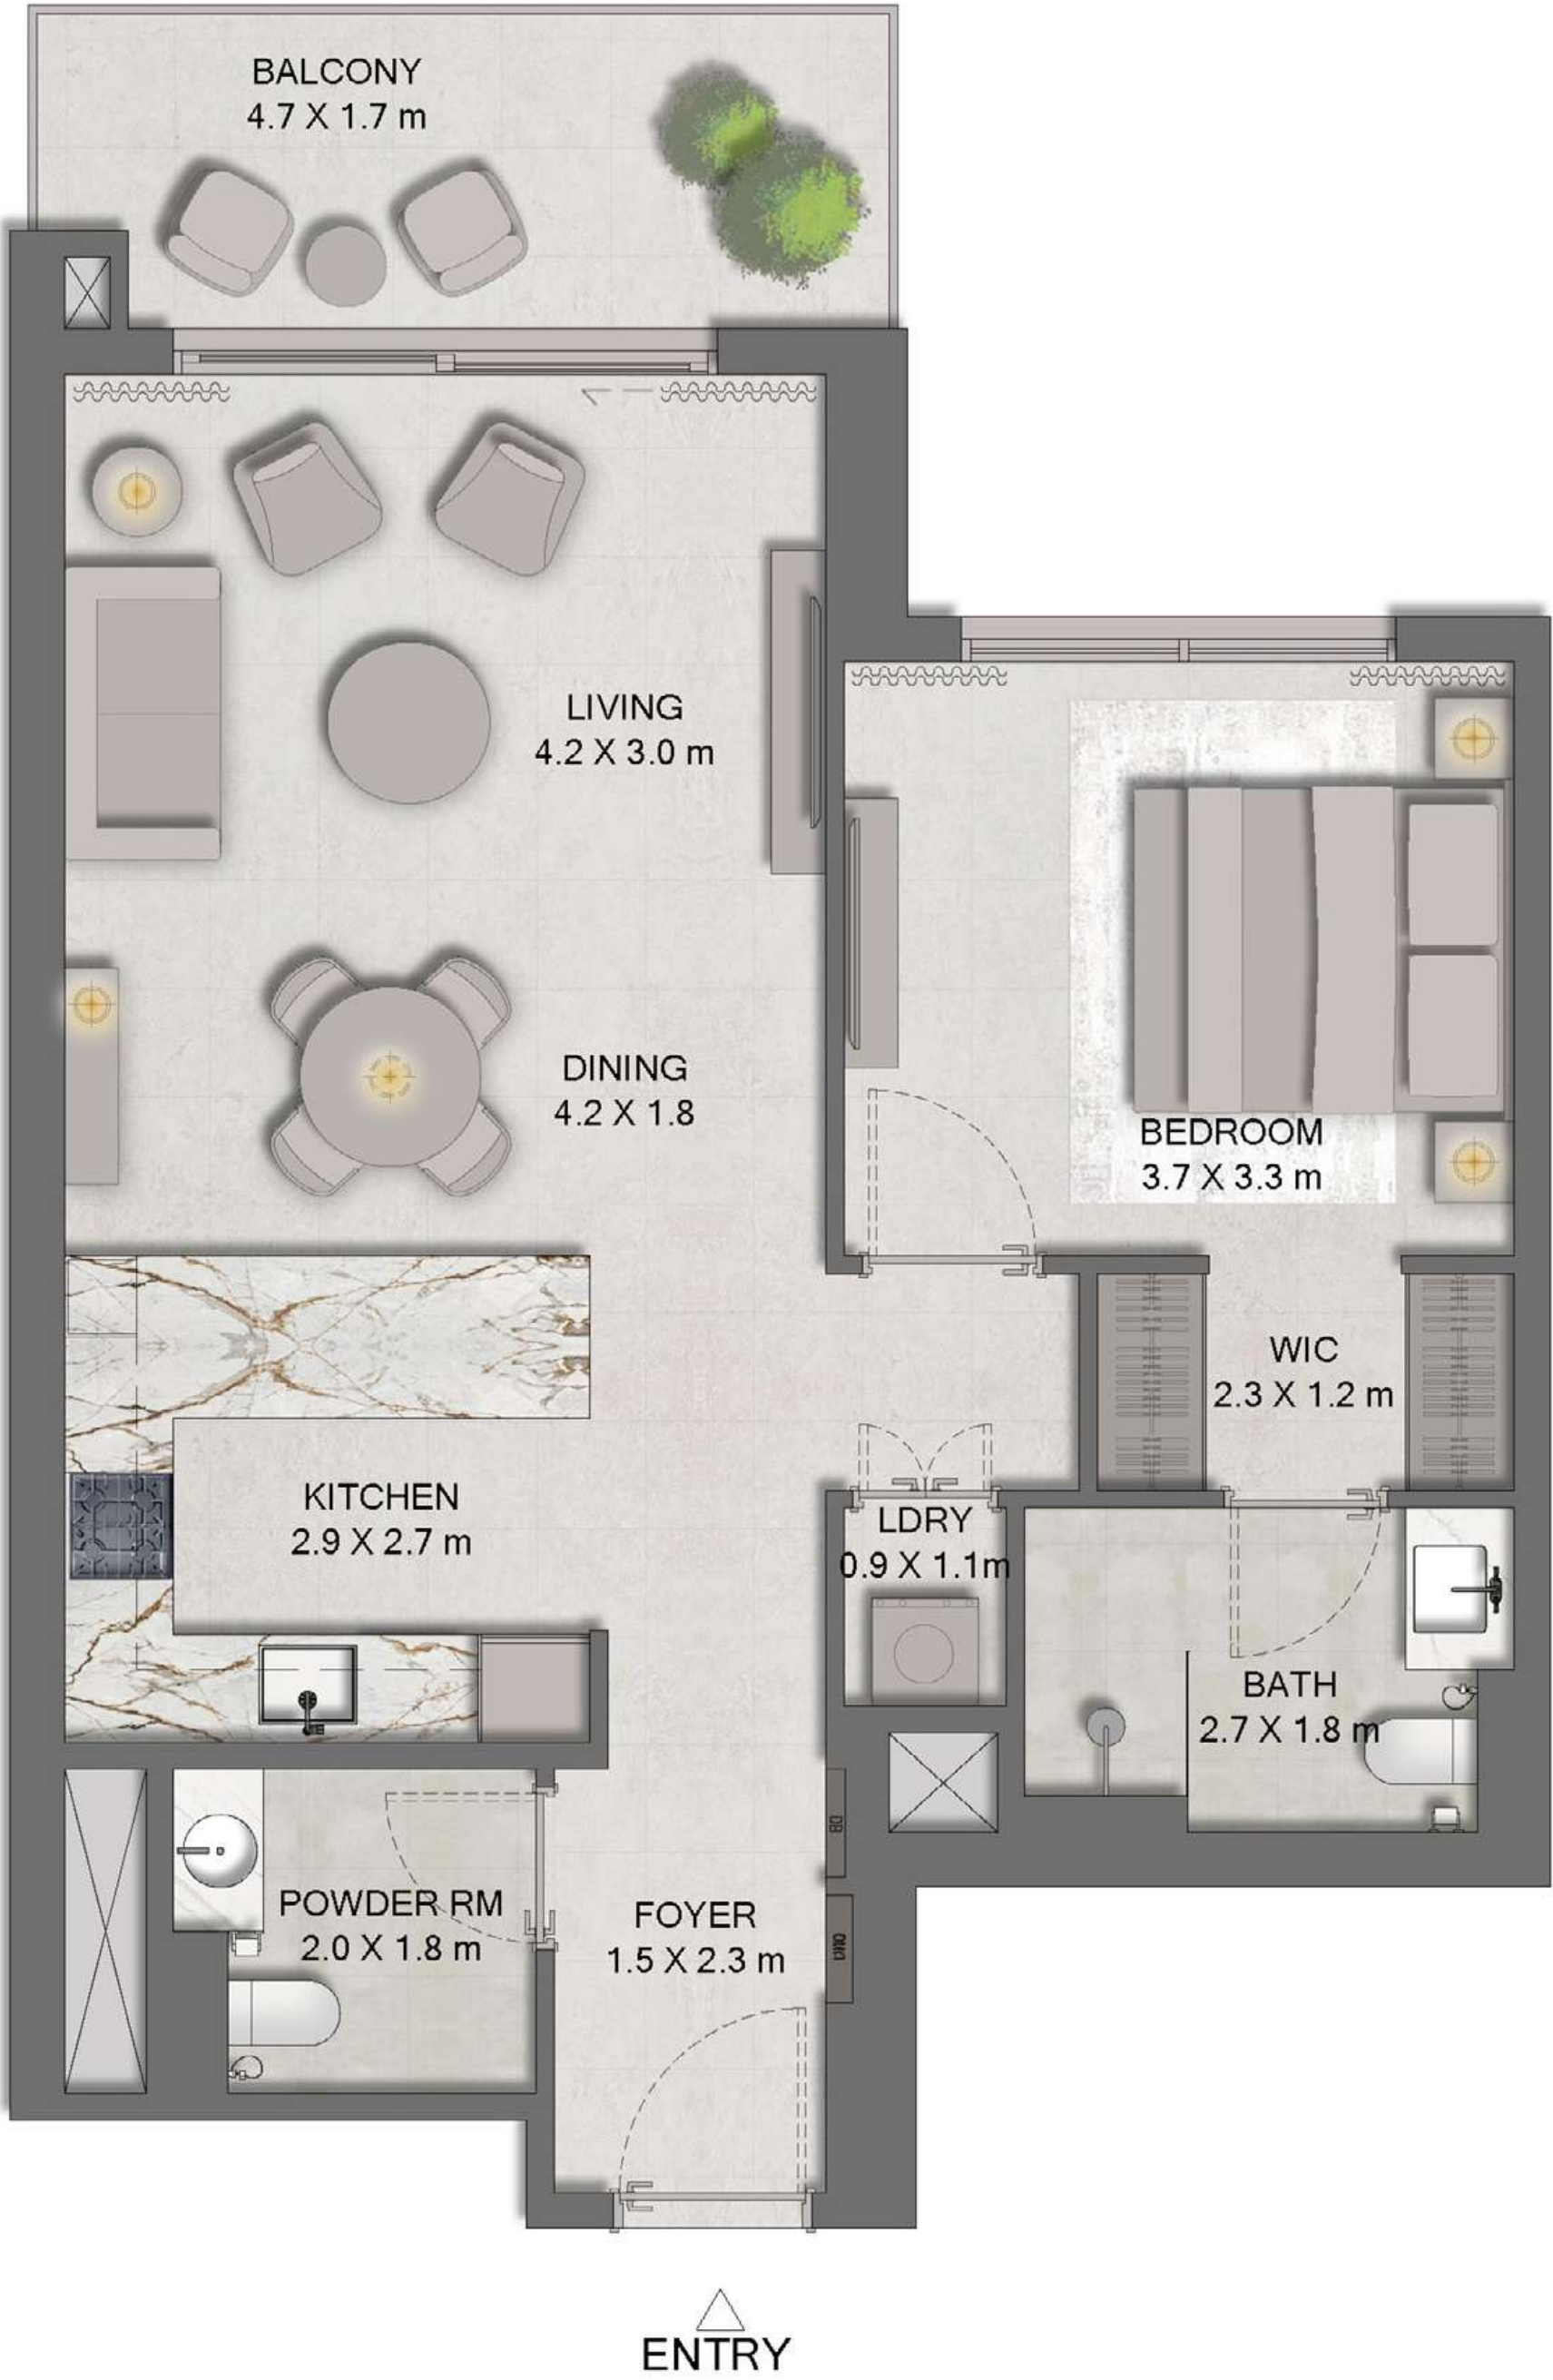 BALCONY
4.7 X 1.7 m
LIVING
4.2 X 3.0 m
DINING
4.2 X 1.8
BEDROOM
3.7 X 3.3 m
WIC
2.3 X 1.2 m
KITCHEN
2.9 X 2.7 m
LDRY
0.9 X 1.1m
BATH
2.7 X 1.8 m
DB
POWDER RM
2.0 X 1.8 m
FOYER
1.5 X 2.3 m
ENTRY